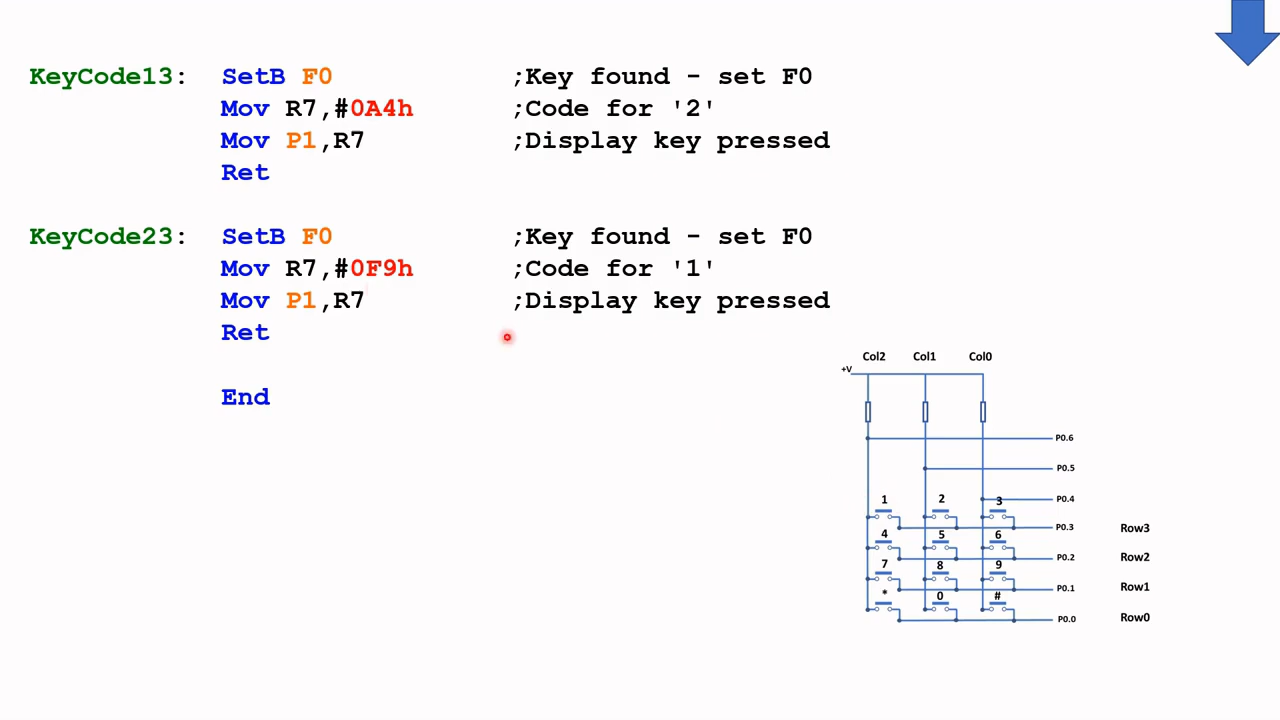 KeyCode13: SetB F0 ;Key found - set F0
Mov R7,#0A4h ;Code for '2'
Mov P1,R7 ;Display key pressed
Ret
KeyCode23: SetB F0 ;Key found - set F0
Mov R7,#0F9h ;Code for '1'
Mov P1,R7 ;Display key pressed
Ret
End
Col2 Col1 Col0
+V
P0.6
P0.5
P0.4
1 2 3
P0.3 Row3
4 5 6
P0.2 Row2
7 8 9
P0.1 Row1
* 0 #
P0.0 Row0